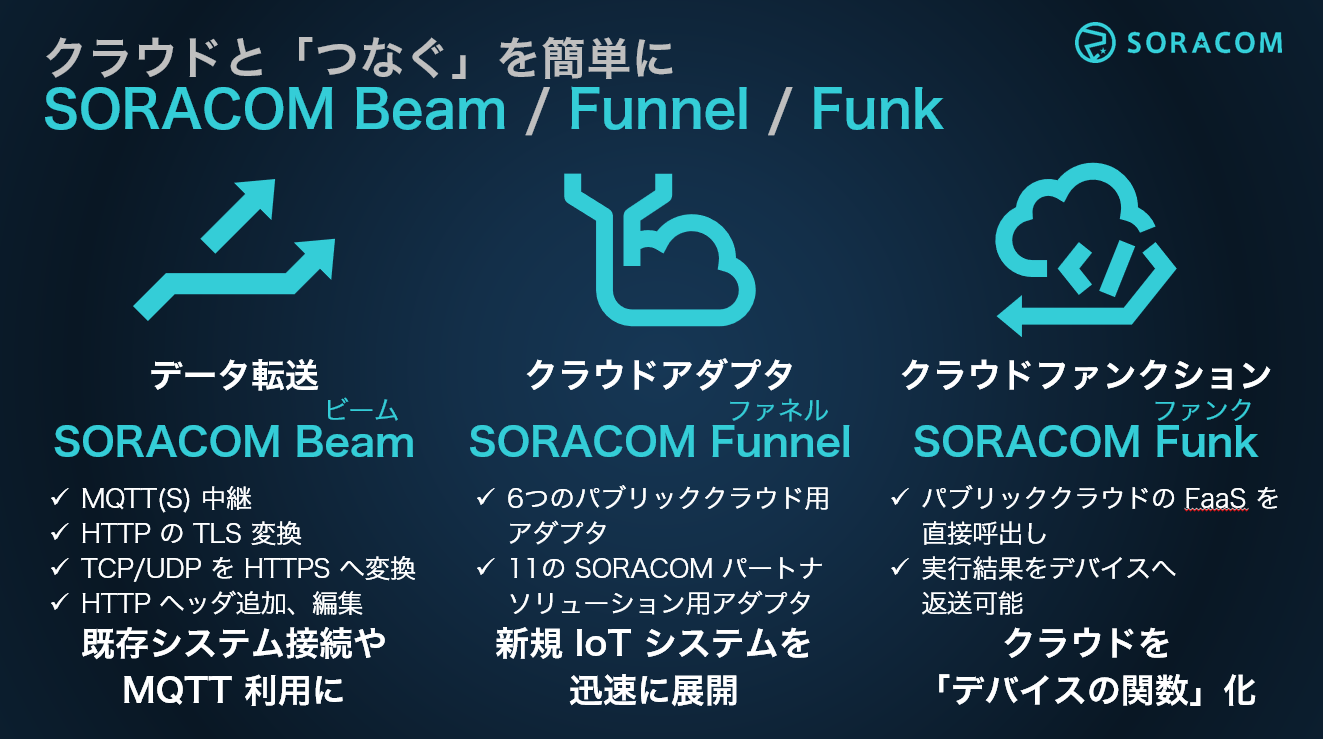 クラウドと「つなぐ」を簡単に
SORACOM Beam / Funnel / Funk
SORACOM
データ転送
ビーム
SORACOM Beam
✓ MQTT(S) 中継
✓ HTTP の TLS 変換
✓ TCP/UDP を HTTPS へ変換
✓ HTTP ヘッダ追加、編集
既存システム接続や
MQTT 利用に
クラウドアダプタ
ファネル
SORACOM Funnel
✓ 6つのパブリッククラウド用
アダプタ
✓ 11の SORACOM パートナ
ソリューション用アダプタ
新規 IoT システムを
迅速に展開
クラウドファンクション
ファンク
SORACOM Funk
✓ パブリッククラウドの FaaS を
直接呼出し
✓ 実行結果をデバイスへ
返送可能
クラウドを
「デバイスの関数」化